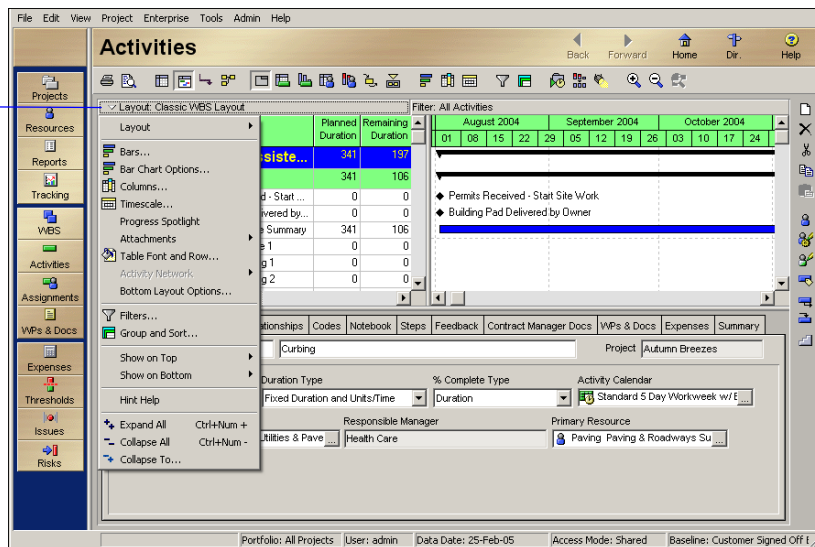 File Edit View Project Enterprise Tools Admin Help
Activities
Back Forward Home Dir. Help
Projects
Resources
Reports
Tracking
WBS
Activities
Assignments
WPs & Docs
Expenses
Thresholds
Issues
Risks
Layout: Classic WBS Layout
Filter: All Activities
Layout
Bars...
Bar Chart Options...
Columns...
Timescale...
Progress Spotlight
Attachments
Table Font and Row...
Activity Network
Bottom Layout Options...
Filters...
Group and Sort...
Show on Top
Show on Bottom
Hint Help
Expand All Ctrl+Num +
Collapse All Ctrl+Num -
Collapse To...
Planned Duration Remaining Duration
August 2004 September 2004 October 2004
01 08 15 22 29 05 12 19 26 03 10 17 24
ssiste... 341 197
341 106
d - Start ... 0 0
ivered by... 0 0
e Summary 341 106
e 1 0 0
g 1 0 0
g 2 0 0
Permits Received - Start Site Work
Building Pad Delivered by Owner
ationships Codes Notebook Steps Feedback Contract Manager Docs WPs & Docs Expenses Summary
Curbing Project Autumn Breezes
Duration Type % Complete Type Activity Calendar
Fixed Duration and Units/Time Duration Standard 5 Day Workweek w/ E ...
Responsible Manager Primary Resource
Utilities & Pave ... Health Care Paving Paving & Roadways Su ...
Portfolio: All Projects User: admin Data Date: 25-Feb-05 Access Mode: Shared Baseline: Customer Signed Off E